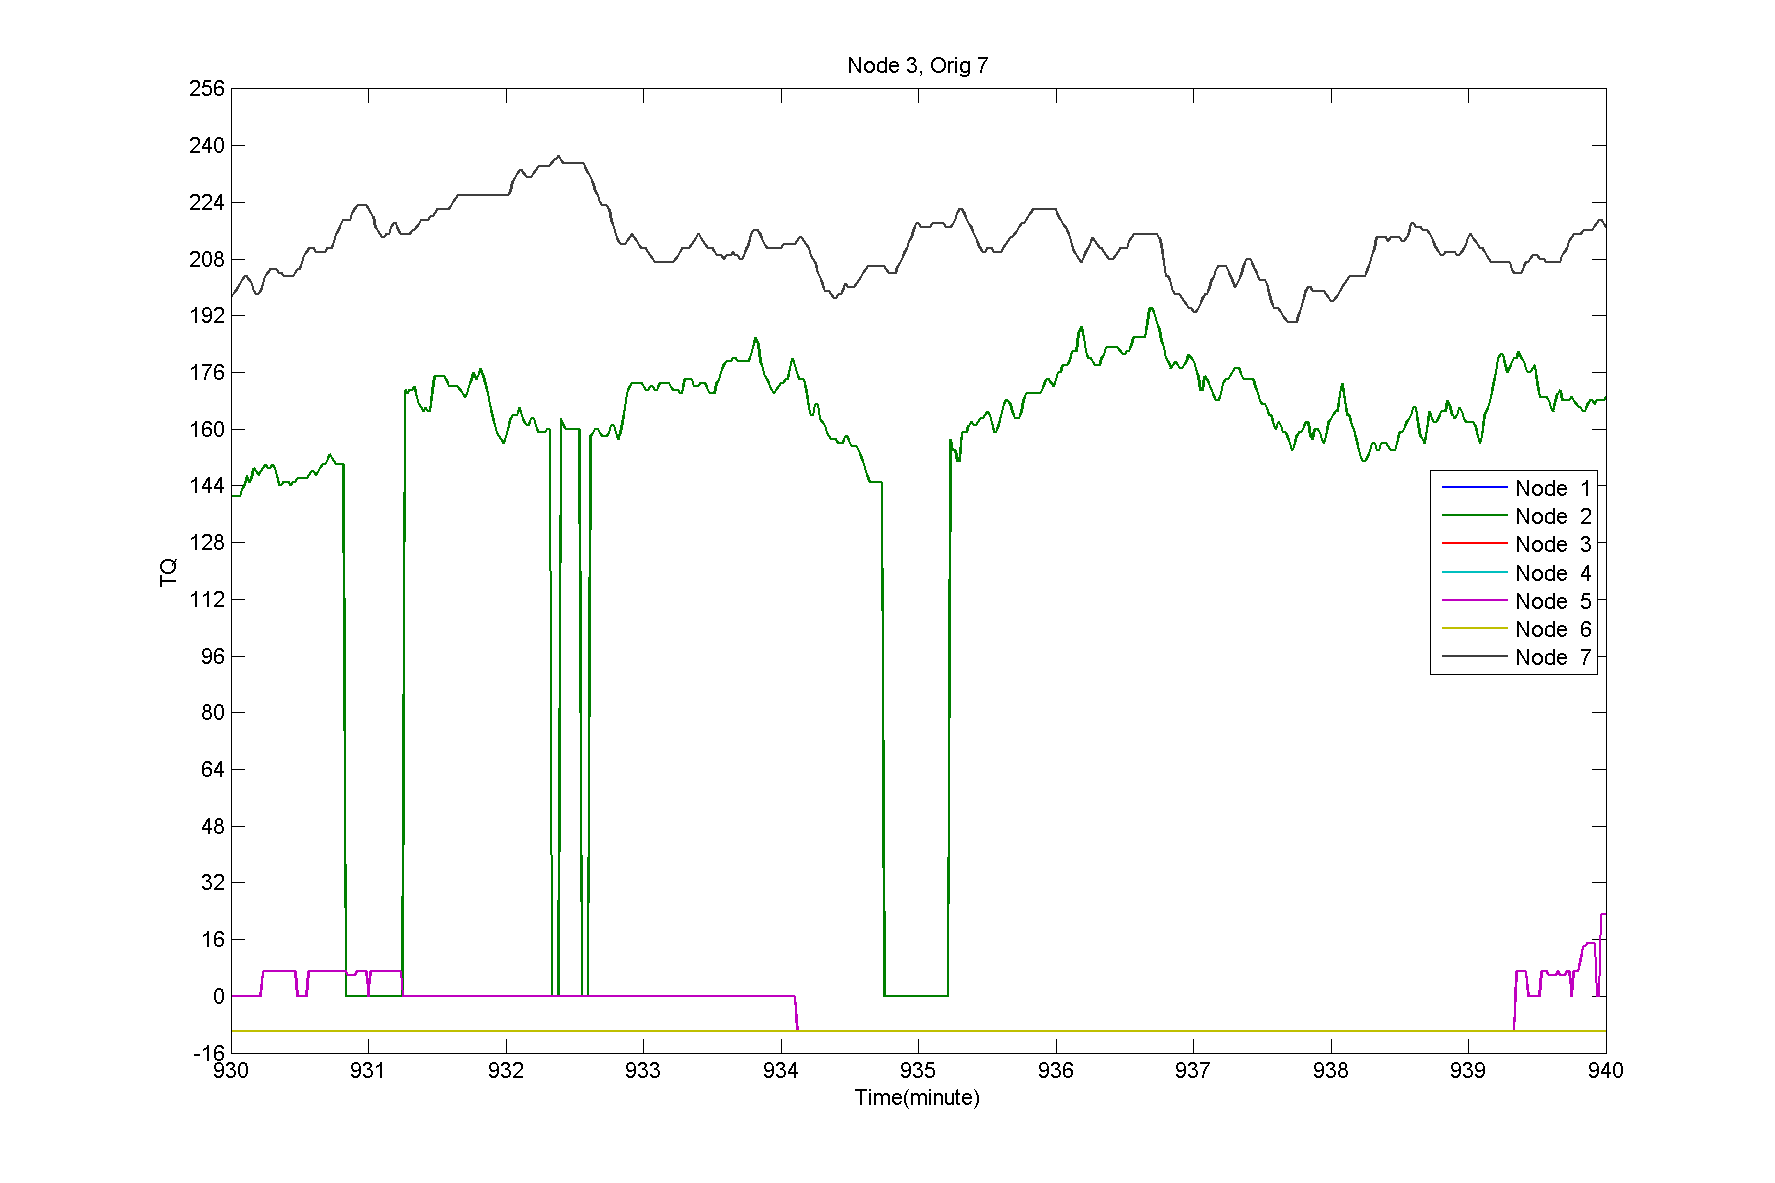 Node 3, Orig 7
256
240
224
208
192
176
160
144
128
112
96
80
64
48
32
16
0
-16
TQ
Node 1
Node 2
Node 3
Node 4
Node 5
Node 6
Node 7
930 931 932 933 934 935 936 937 938 939 940
Time(minute)